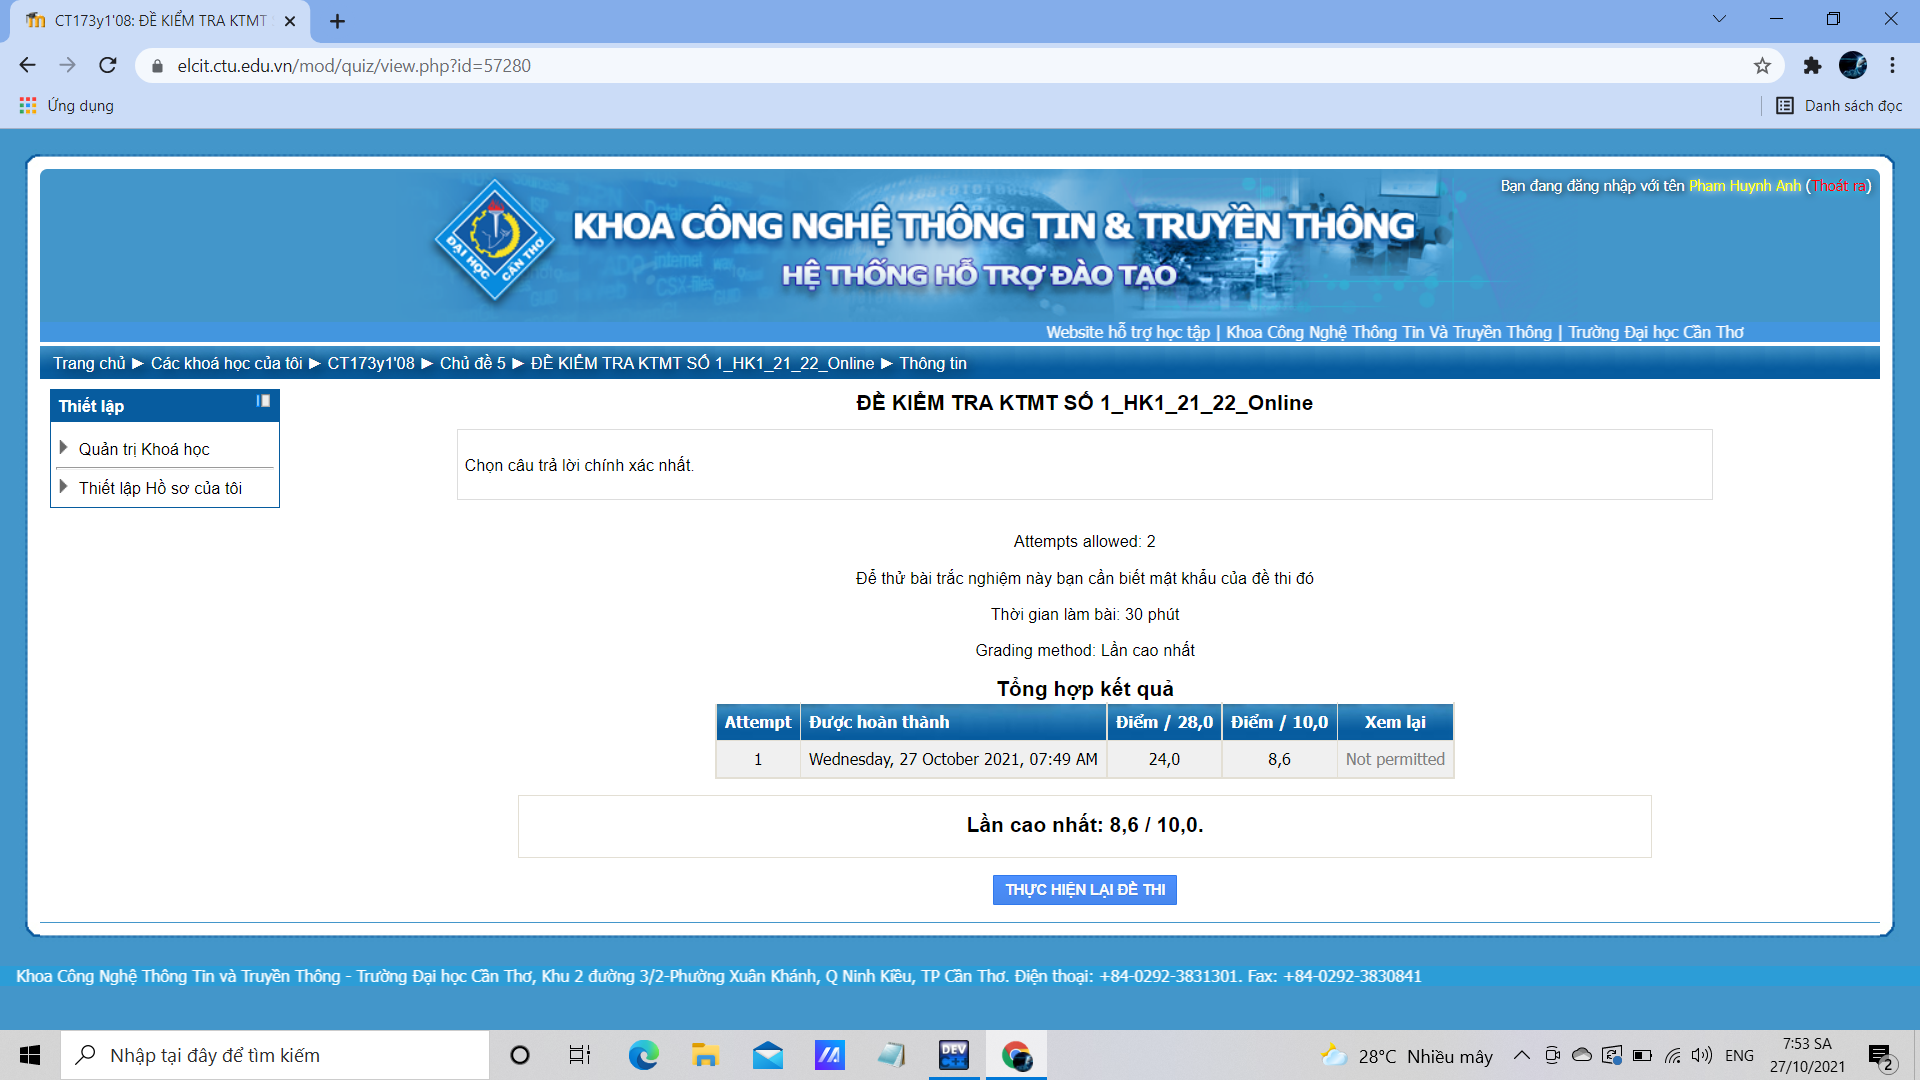 CT173y1'08: ĐỀ KIỂM TRA KTMT
elcit.ctu.edu.vn/mod/quiz/view.php?id=57280
Ứng dụng
Danh sách đọc
Bạn đang đăng nhập với tên Pham Huynh Anh (Thoát ra)
ĐẠI HỌC CẦN THƠ
KHOA CÔNG NGHỆ THÔNG TIN & TRUYỀN THÔNG
HỆ THỐNG HỖ TRỢ ĐÀO TẠO
Website hỗ trợ học tập | Khoa Công Nghệ Thông Tin Và Truyền Thông | Trường Đại học Cần Thơ
Trang chủ ► Các khoá học của tôi ► CT173y1'08 ► Chủ đề 5 ► ĐỀ KIỂM TRA KTMT SỐ 1_HK1_21_22_Online ► Thông tin
Thiết lập
Quản trị Khoá học
Thiết lập Hồ sơ của tôi
ĐỀ KIỂM TRA KTMT SỐ 1_HK1_21_22_Online
Chọn câu trả lời chính xác nhất.
Attempts allowed: 2
Để thử bài trắc nghiệm này bạn cần biết mật khẩu của đề thi đó
Thời gian làm bài: 30 phút
Grading method: Lần cao nhất
Tổng hợp kết quả
Attempt Được hoàn thành Điểm / 28,0 Điểm / 10,0 Xem lại
1 Wednesday, 27 October 2021, 07:49 AM 24,0 8,6 Not permitted
Lần cao nhất: 8,6 / 10,0.
THỰC HIỆN LẠI ĐỀ THI
Khoa Công Nghệ Thông Tin và Truyền Thông - Trường Đại học Cần Thơ, Khu 2 đường 3/2-Phường Xuân Khánh, Q Ninh Kiều, TP Cần Thơ. Điện thoại: +84-0292-3831301. Fax: +84-0292-3830841
Nhập tại đây để tìm kiếm
DEV C++
28°C Nhiều mây
ENG
7:53 SA
27/10/2021
2